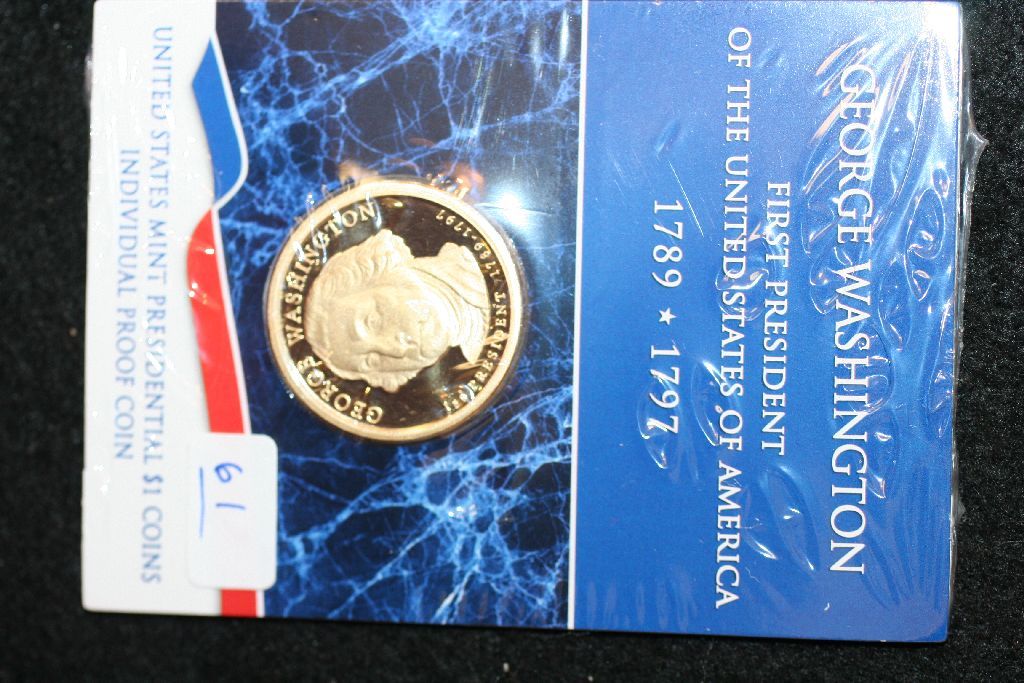 GEORGE WASHINGTON
FIRST PRESIDENT
OF THE UNITED STATES OF AMERICA
1789 ★ 1797
GEORGE WASHINGTON
1st PRESIDENT 1789-1797
UNITED STATES MINT PRESIDENTIAL $1 COINS
INDIVIDUAL PROOF COIN
61